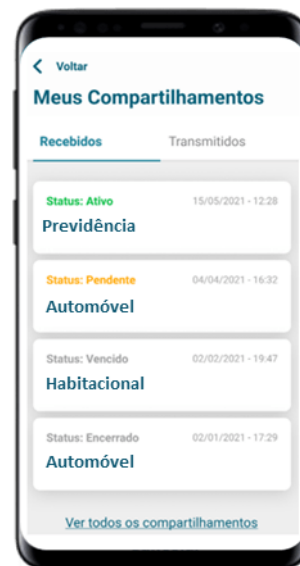 Voltar
Meus Compartilhamentos
Recebidos Transmitidos
Status: Ativo 15/05/2021 - 12:28
Previdência
Status: Pendente 04/04/2021 - 16:32
Automóvel
Status: Vencido 02/02/2021 - 19:47
Habitacional
Status: Encerrado 02/01/2021 - 17:29
Automóvel
Ver todos os compartilhamentos